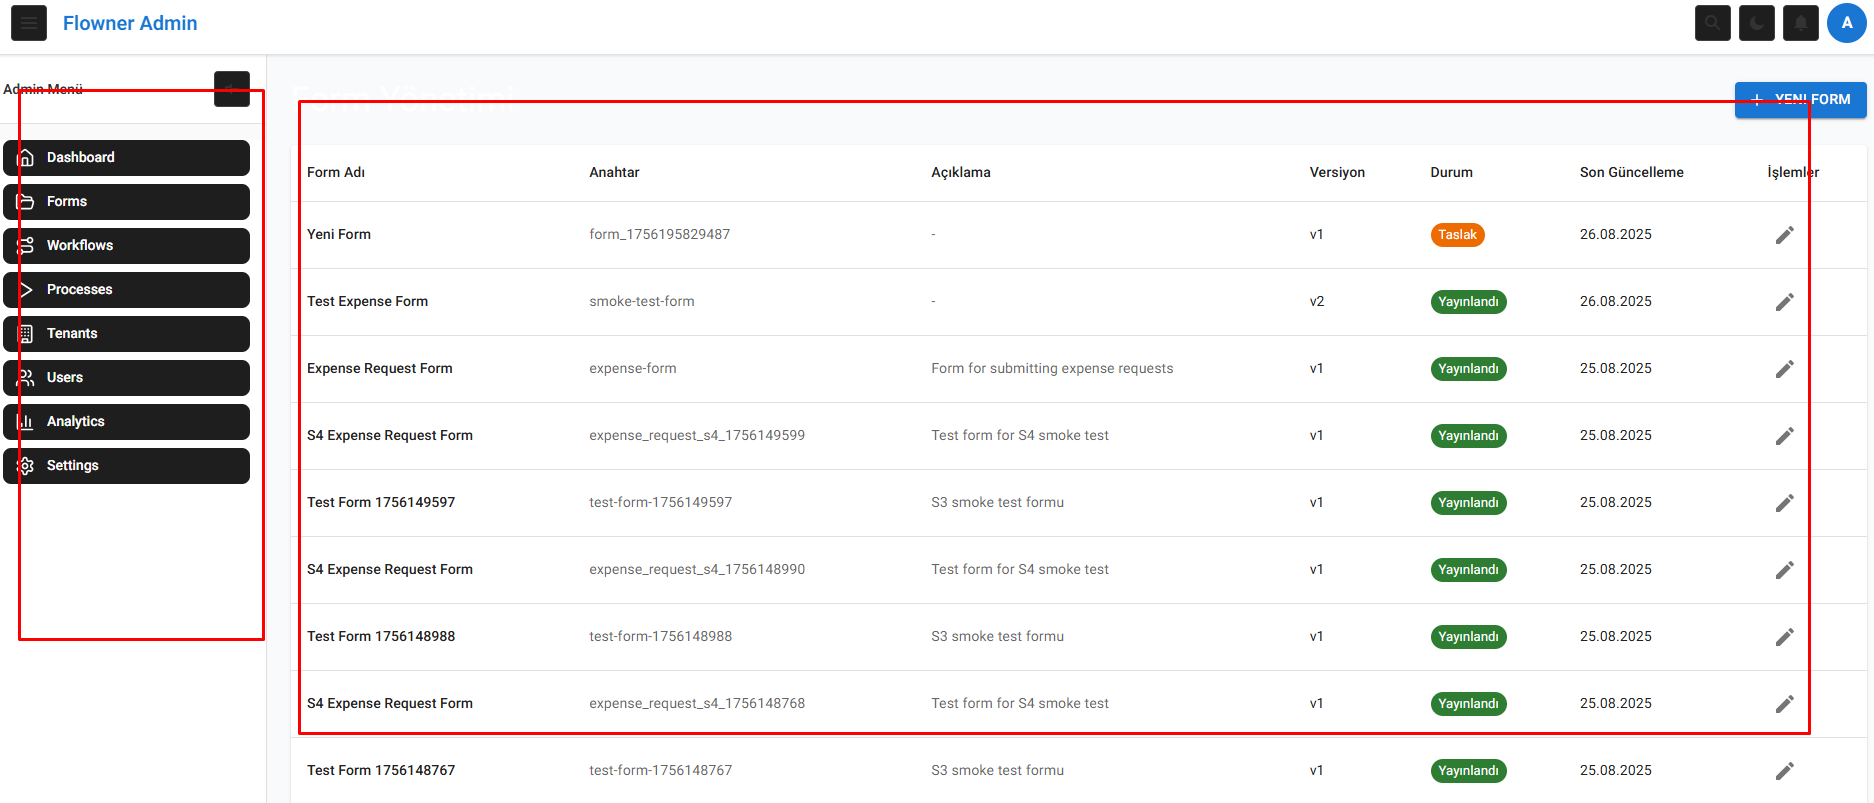 Flowner Admin
A
Admin Menü
Form Yönetimi
YENI FORM
Dashboard
Forms
Workflows
Processes
Tenants
Users
Analytics
Settings
Form Adı Anahtar Açıklama Versiyon Durum Son Güncelleme İşlemler
Yeni Form form_1756195829487 - v1 Taslak 26.08.2025
Test Expense Form smoke-test-form - v2 Yayınlandı 26.08.2025
Expense Request Form expense-form Form for submitting expense requests v1 Yayınlandı 25.08.2025
S4 Expense Request Form expense_request_s4_1756149599 Test form for S4 smoke test v1 Yayınlandı 25.08.2025
Test Form 1756149597 test-form-1756149597 S3 smoke test formu v1 Yayınlandı 25.08.2025
S4 Expense Request Form expense_request_s4_1756148990 Test form for S4 smoke test v1 Yayınlandı 25.08.2025
Test Form 1756148988 test-form-1756148988 S3 smoke test formu v1 Yayınlandı 25.08.2025
S4 Expense Request Form expense_request_s4_1756148768 Test form for S4 smoke test v1 Yayınlandı 25.08.2025
Test Form 1756148767 test-form-1756148767 S3 smoke test formu v1 Yayınlandı 25.08.2025